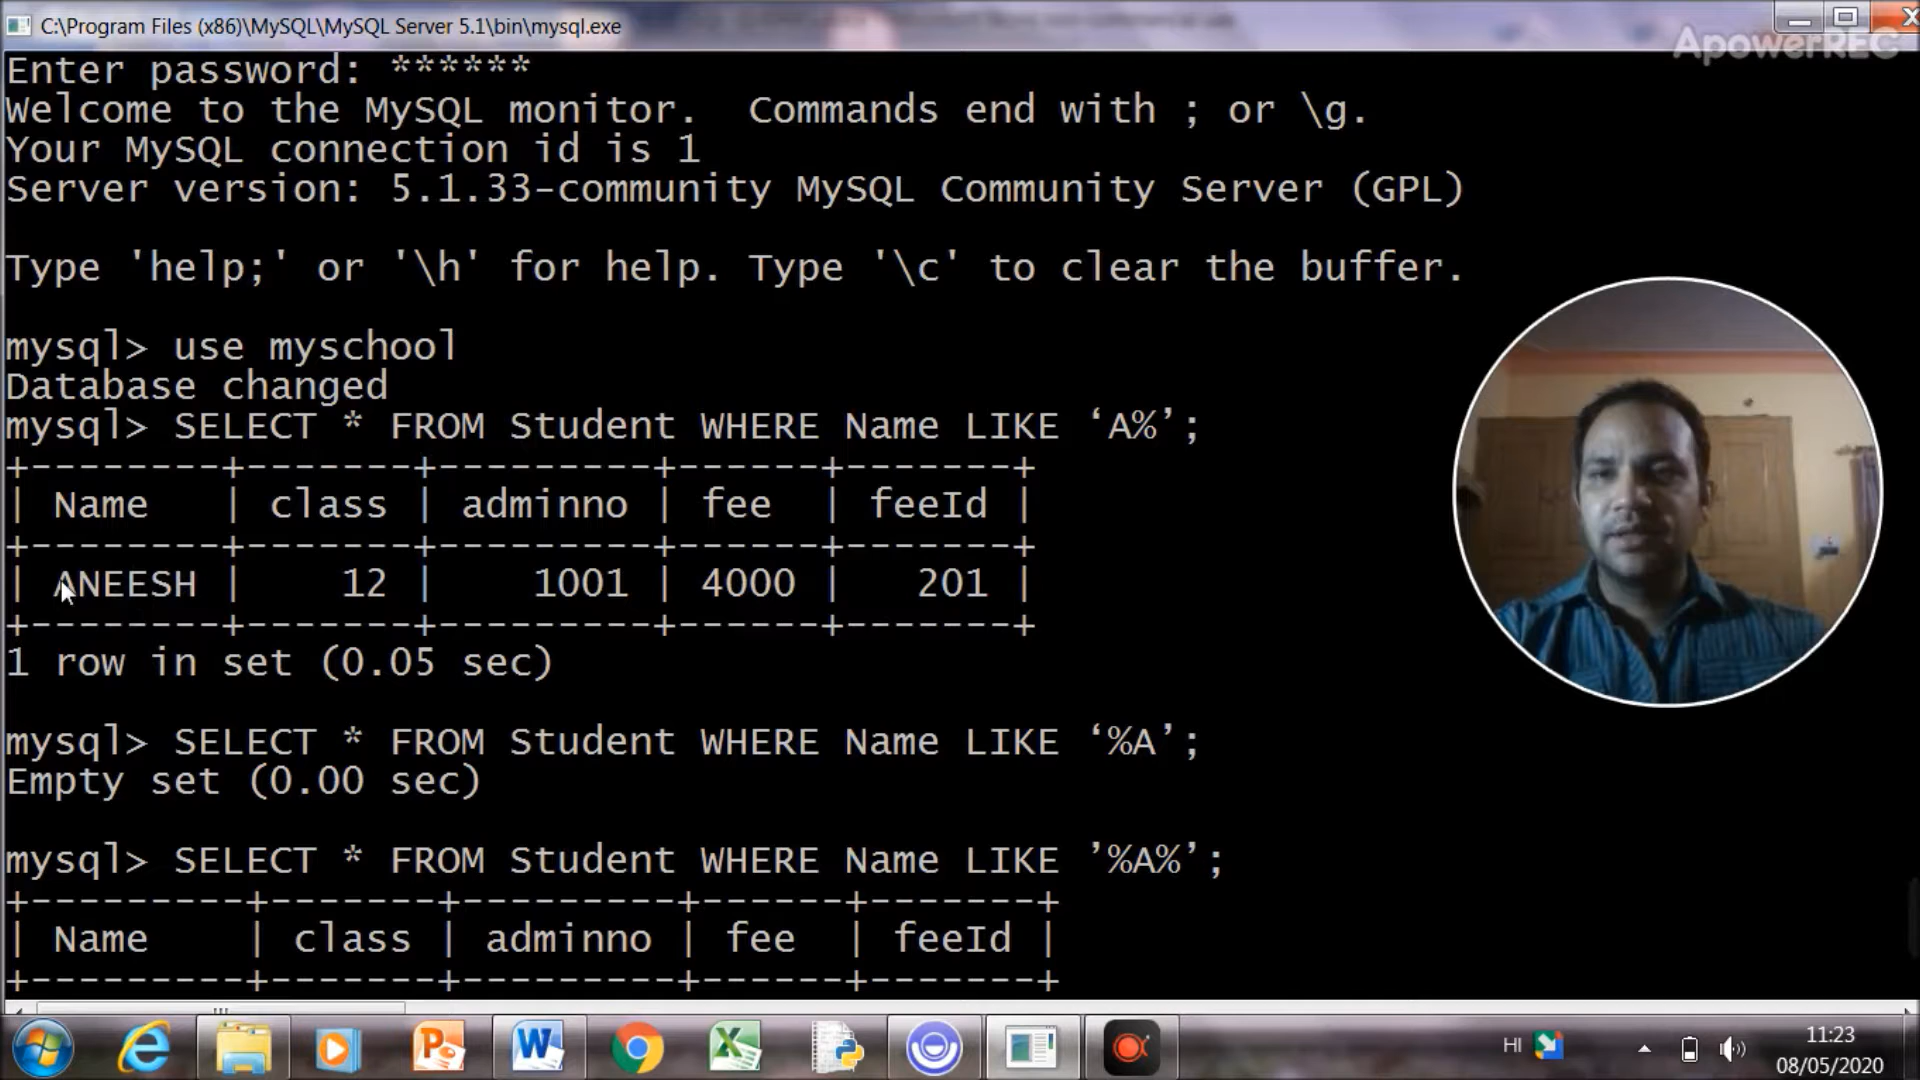 C:\Program Files (x86)\MySQL\MySQL Server 5.1\bin\mysql.exe
ApowerREC
Enter password: ******
Welcome to the MySQL monitor.  Commands end with ; or \g.
Your MySQL connection id is 1
Server version: 5.1.33-community MySQL Community Server (GPL)
Type 'help;' or '\h' for help. Type '\c' to clear the buffer.
mysql> use myschool
Database changed
mysql> SELECT * FROM Student WHERE Name LIKE ‘A%’;
+--------+-------+---------+------+-------+
| Name   | class | adminno | fee  | feeId |
+--------+-------+---------+------+-------+
| ANEESH |    12 |    1001 | 4000 |   201 |
+--------+-------+---------+------+-------+
1 row in set (0.05 sec)
mysql> SELECT * FROM Student WHERE Name LIKE ‘%A’;
Empty set (0.00 sec)
mysql> SELECT * FROM Student WHERE Name LIKE ’%A%’;
+---------+-------+---------+------+-------+
| Name    | class | adminno | fee  | feeId |
+---------+-------+---------+------+-------+
HI
11:23
08/05/2020